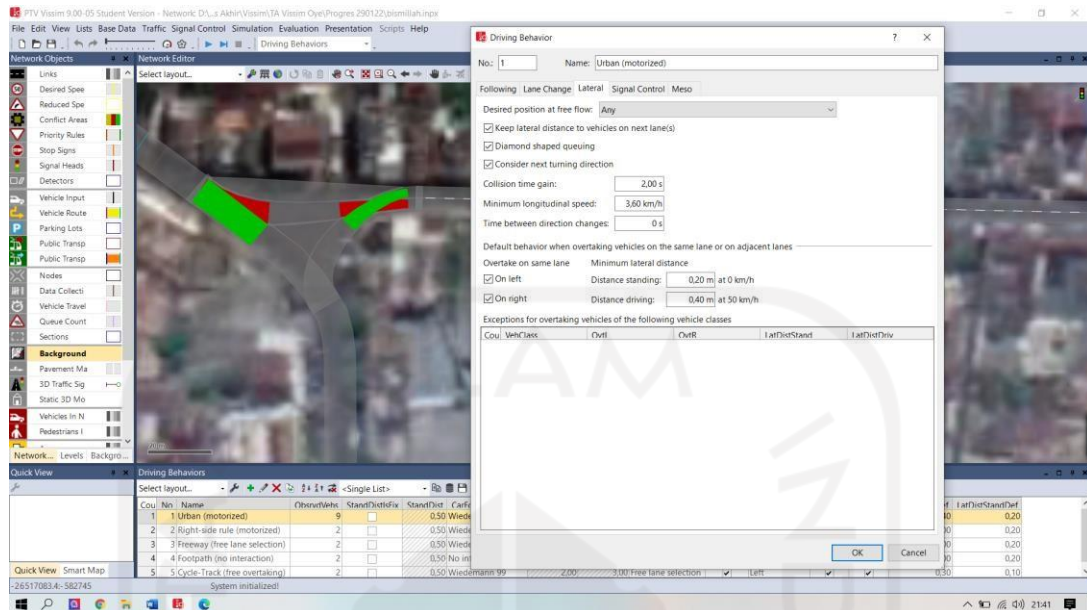 PTV Vissim 9.00-05 Student Version - Network: D:\...s Akhir\Vissim\TA Vissim Oye\Progres 290122\bismillah.inpx
File Edit View Lists Base Data Traffic Signal Control Simulation Evaluation Presentation Scripts Help
Driving Behaviors
Network Objects
Links
Desired Spee
Reduced Spe
Conflict Areas
Priority Rules
Stop Signs
Signal Heads
Detectors
Vehicle Input
Vehicle Route
Parking Lots
Public Transp
Public Transp
Nodes
Data Collecti
Vehicle Travel
Queue Count
Sections
Background
Pavement Ma
3D Traffic Sig
Static 3D Mo
Vehicles In N
Pedestrians I
Network... Levels Backgro...
Quick View
Quick View Smart Map
Network Editor
Select layout...
Driving Behavior
? ×
No.: 1 Name: Urban (motorized)
Following Lane Change Lateral Signal Control Meso
Desired position at free flow: Any
Keep lateral distance to vehicles on next lane(s)
Diamond shaped queuing
Consider next turning direction
Collision time gain: 2,00 s
Minimum longitudinal speed: 3,60 km/h
Time between direction changes: 0 s
Default behavior when overtaking vehicles on the same lane or on adjacent lanes
Overtake on same lane Minimum lateral distance
On left Distance standing: 0,20 m at 0 km/h
On right Distance driving: 0,40 m at 50 km/h
Exceptions for overtaking vehicles of the following vehicle classes
Cou VehClass OvtL OvtR LatDistStand LatDistDriv
OK Cancel
Driving Behaviors
Select layout... <Single List>
Cou No Name ObsrvdVehs StandDistIsFix StandDist CarFo LatDistStandDef
1 1 Urban (motorized) 9 0,50 Wiede 0,20
2 2 Right-side rule (motorized) 2 0,50 Wiede 0,20
3 3 Freeway (free lane selection) 2 0,50 Wiede 0,20
4 4 Footpath (no interaction) 2 0,50 No int 0,20
5 5 Cycle-Track (free overtaking) 2 0,50 Wiedemann 99 2,00 3,00 Free lane selection Left 0,30 0,10
-26517083.4:-582745 System initialized!
21:41
ISLAM